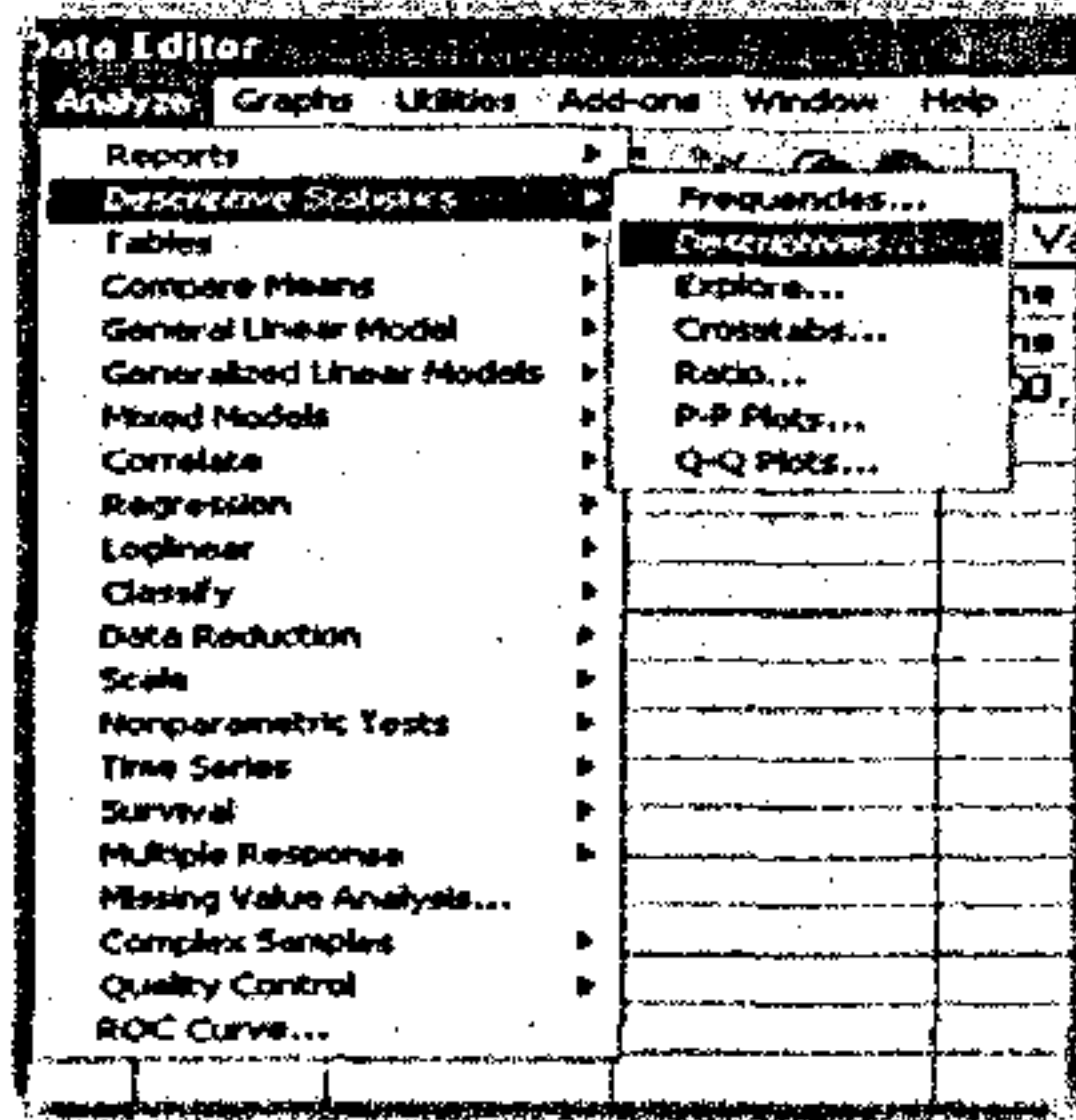 Data Editor
Analyze Graphs Utilities Add-ons Window Help
Reports
Descriptive Statistics
Tables
Compare Means
General Linear Model
Generalized Linear Models
Mixed Models
Correlate
Regression
Loglinear
Classify
Data Reduction
Scale
Nonparametric Tests
Time Series
Survival
Multiple Response
Missing Value Analysis...
Complex Samples
Quality Control
ROC Curve...
Frequencies...
Descriptives...
Explore...
Crosstabs...
Ratio...
P-P Plots...
Q-Q Plots...